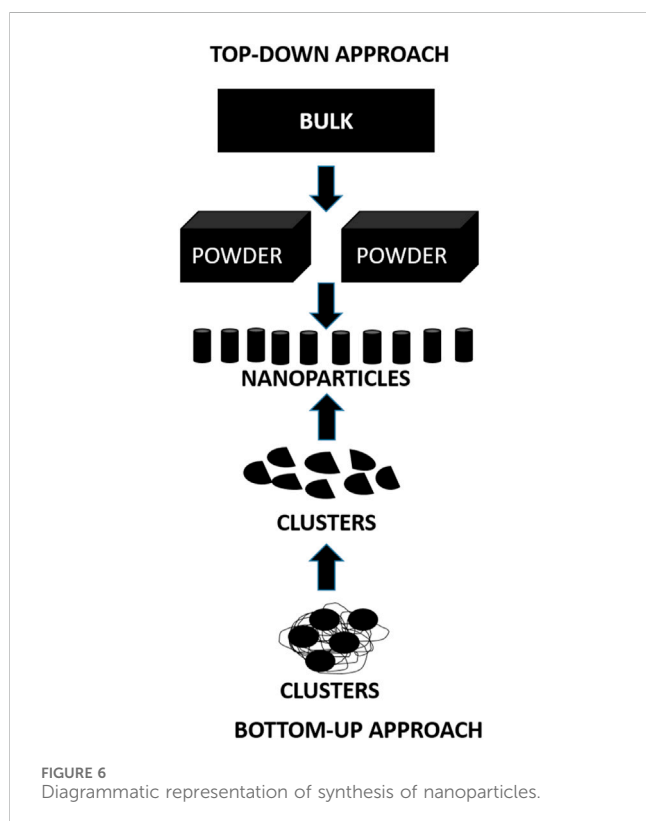 TOP-DOWN APPROACH
BULK
POWDER POWDER
NANOPARTICLES
CLUSTERS
CLUSTERS
BOTTOM-UP APPROACH
FIGURE 6
Diagrammatic representation of synthesis of nanoparticles.